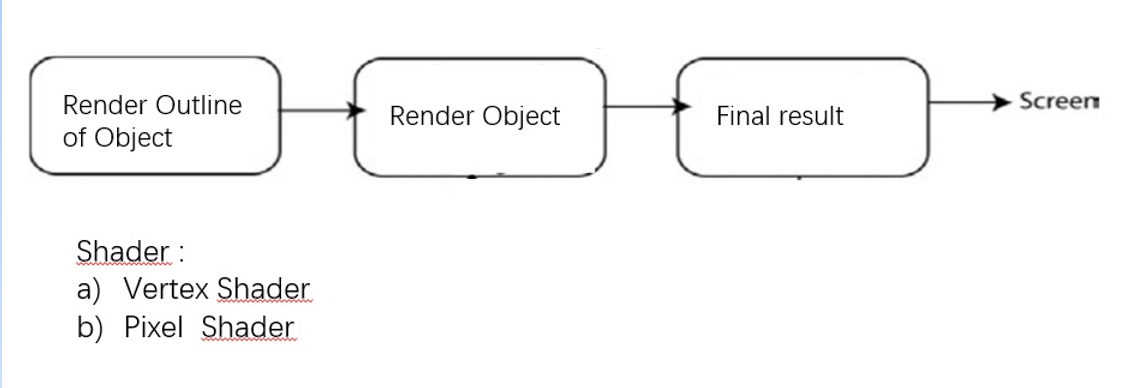 Render Outline
of Object
Render Object
Final result
Screen
Shader :
a) Vertex Shader
b) Pixel Shader